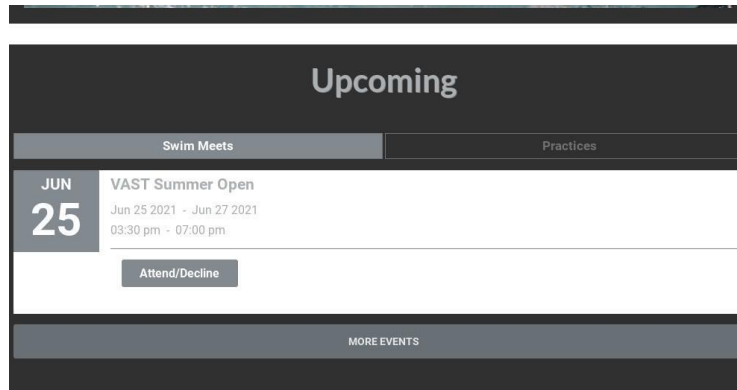 Upcoming
Swim Meets
Practices
JUN
25
VAST Summer Open
Jun 25 2021 - Jun 27 2021
03:30 pm - 07:00 pm
Attend/Decline
MORE EVENTS